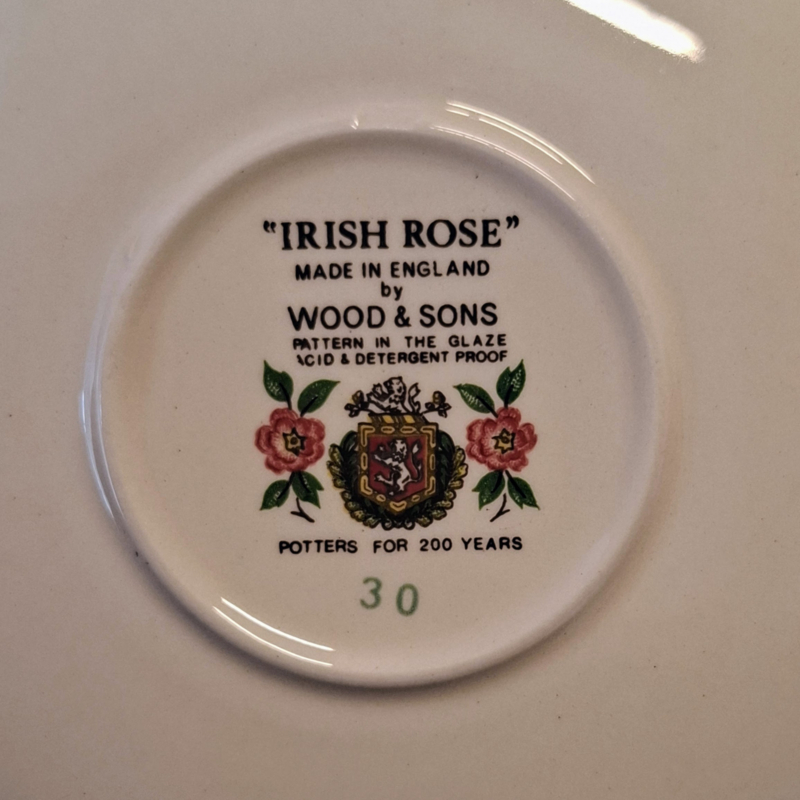 “IRISH ROSE”
MADE IN ENGLAND
by
WOOD & SONS
PATTERN IN THE GLAZE
ACID & DETERGENT PROOF
POTTERS FOR 200 YEARS
30